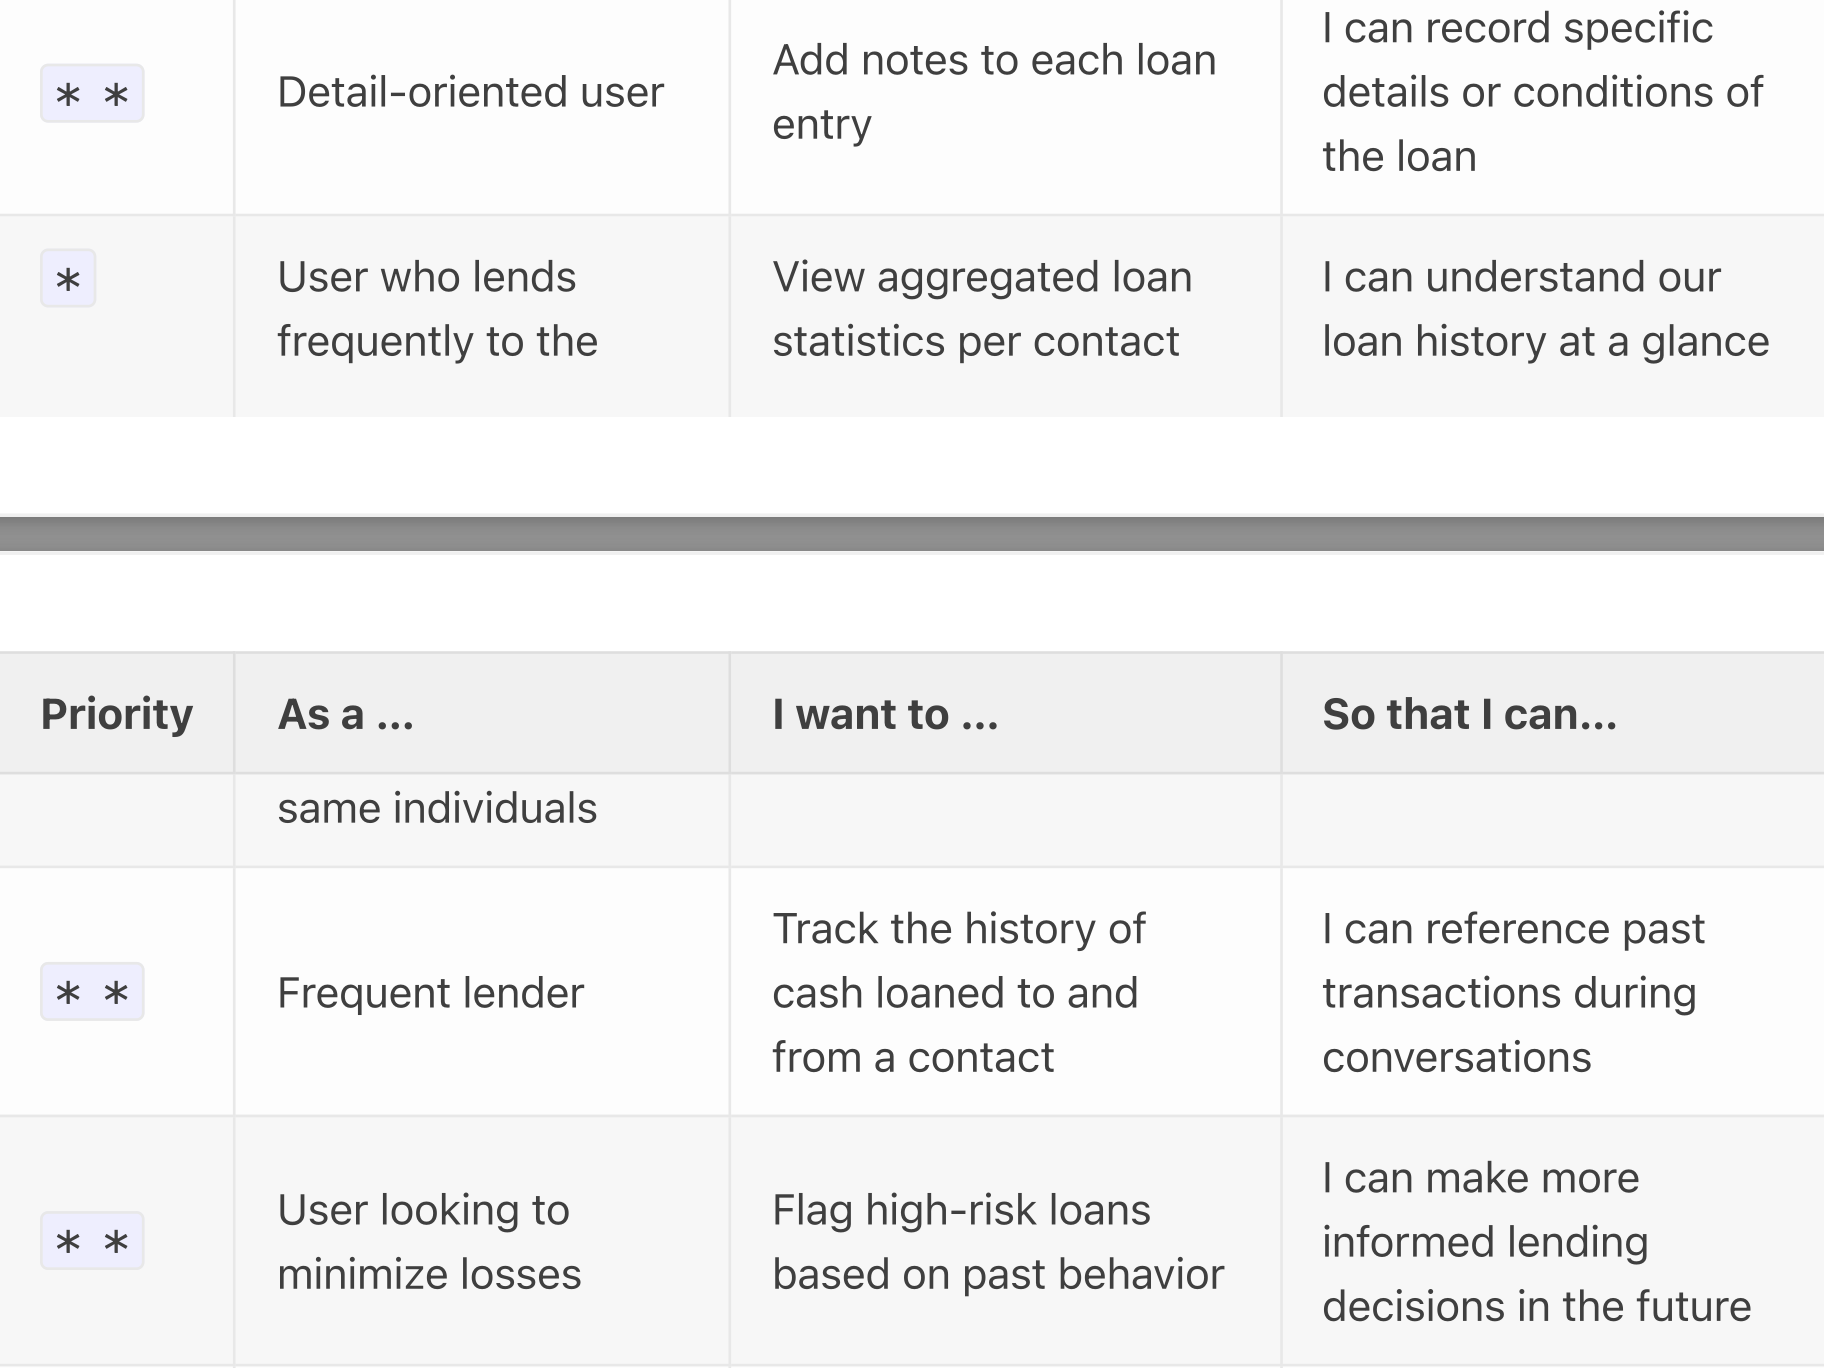 * *
Detail-oriented user
Add notes to each loan
entry
I can record specific
details or conditions of
the loan
*
User who lends
frequently to the
View aggregated loan
statistics per contact
I can understand our
loan history at a glance
Priority
As a ...
I want to ...
So that I can...
same individuals
* *
Frequent lender
Track the history of
cash loaned to and
from a contact
I can reference past
transactions during
conversations
* *
User looking to
minimize losses
Flag high-risk loans
based on past behavior
I can make more
informed lending
decisions in the future